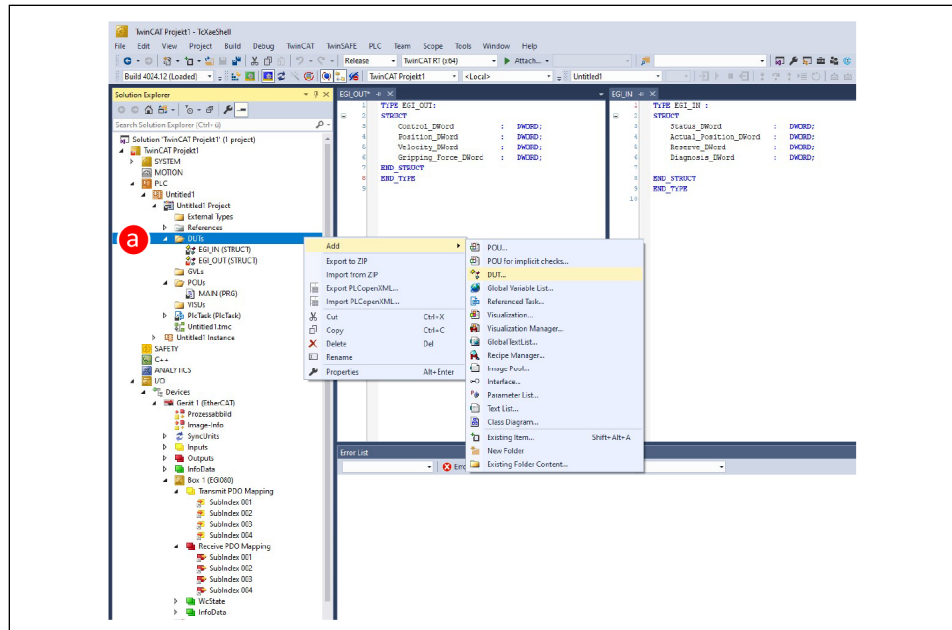 TwinCAT Projekt1 - TcXaeShell
File Edit View Project Build Debug TwinCAT TwinSAFE PLC Team Scope Tools Window Help
Release TwinCAT RT (x64) Attach...
Build 4024.12 (Loaded) TwinCAT Projekt1 <Local> Untitled1
Solution Explorer
Search Solution Explorer (Ctrl+ü)
Solution 'TwinCAT Projekt1' (1 project)
TwinCAT Projekt1
SYSTEM
MOTION
PLC
Untitled1
Untitled1 Project
External Types
References
a
DUTs
EGI_IN (STRUCT)
EGI_OUT (STRUCT)
GVLs
POUs
MAIN (PRG)
VISUs
PlcTask (PlcTask)
Untitled1.tmc
Untitled1 Instance
SAFETY
C++
ANALYTICS
I/O
Devices
Gerät 1 (EtherCAT)
Prozessabbild
Image-Info
SyncUnits
Inputs
Outputs
InfoData
Box 1 (EGI080)
Transmit PDO Mapping
SubIndex 001
SubIndex 002
SubIndex 003
SubIndex 004
Receive PDO Mapping
SubIndex 001
SubIndex 002
SubIndex 003
SubIndex 004
WcState
InfoData
EGI_OUT*
1 TYPE EGI_OUT:
2 STRUCT
3 Control_DWord : DWORD;
4 Position_DWord : DWORD;
5 Velocity_DWord : DWORD;
6 Gripping_Force_DWord : DWORD;
7 END_STRUCT
8 END_TYPE
9
EGI_IN
1 TYPE EGI_IN :
2 STRUCT
3 Status_DWord : DWORD;
4 Actual_Position_DWord : DWORD;
5 Reserve_DWord : DWORD;
6 Diagnosis_DWord : DWORD;
7
8 END_STRUCT
9 END_TYPE
10
Add
Export to ZIP
Import from ZIP
Export PLCopenXML...
Import PLCopenXML...
Cut Ctrl+X
Copy Ctrl+C
Delete Del
Rename
Properties Alt+Enter
POU...
POU for implicit checks...
DUT...
Global Variable List...
Referenced Task...
Visualization...
Visualization Manager...
GlobalTextList...
Recipe Manager...
Image Pool...
Interface...
Parameter List...
Text List...
Class Diagram...
Existing Item... Shift+Alt+A
New Folder
Existing Folder Content...
Error List